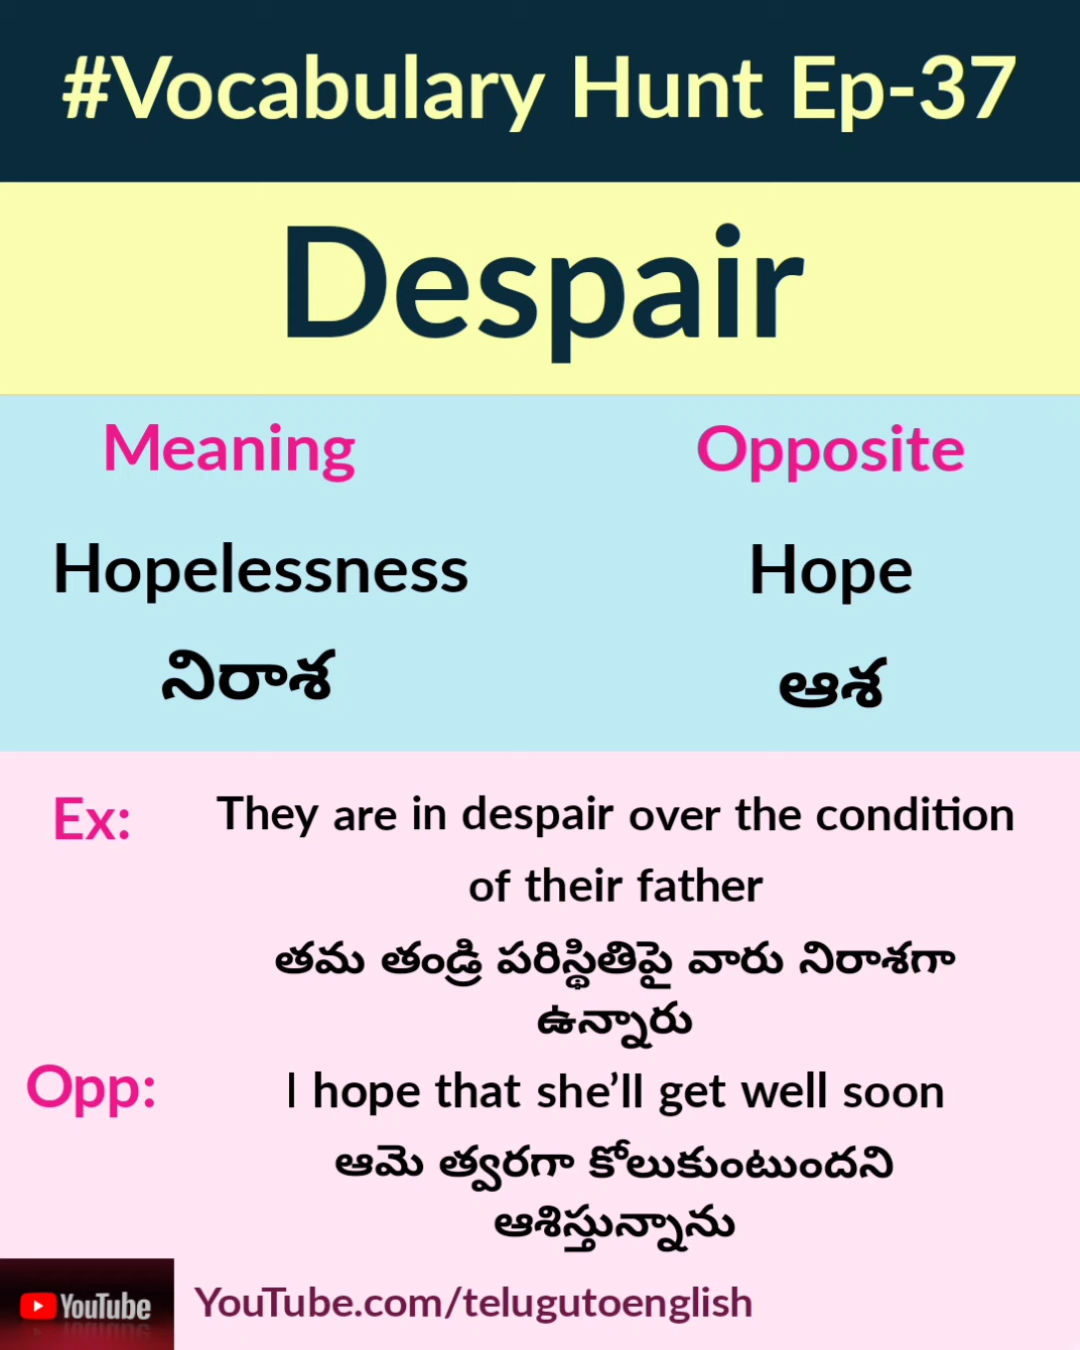 #Vocabulary Hunt Ep-37
Despair
Meaning
Opposite
Hopelessness
Hope
నిరాశ
ఆశ
Ex:
They are in despair over the condition
of their father
తమ తండ్రి పరిస్థితిపై వారు నిరాశగా
ఉన్నారు
Opp:
I hope that she’ll get well soon
ఆమె త్వరగా కోలుకుంటుందని
ఆశిస్తున్నాను
YouTube
YouTube.com/telugutoenglish